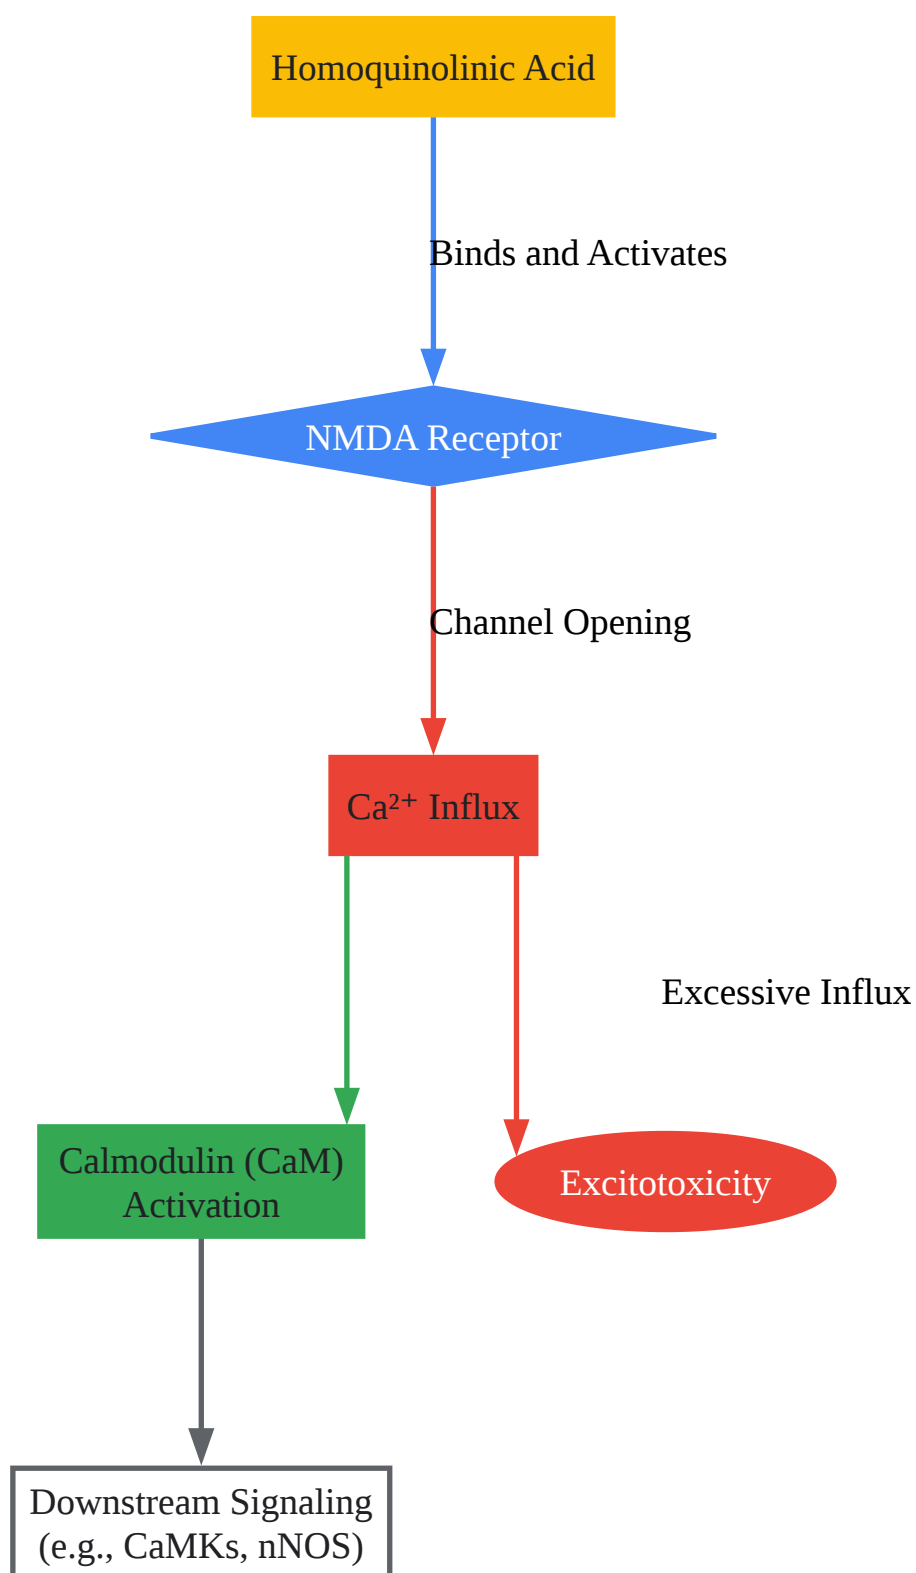 Homoquinolinic Acid
Binds and Activates
NMDA Receptor
Channel Opening
Ca²⁺ Influx
Excessive Influx
Calmodulin (CaM)
Activation
Excitotoxicity
Downstream Signaling
(e.g., CaMKs, nNOS)